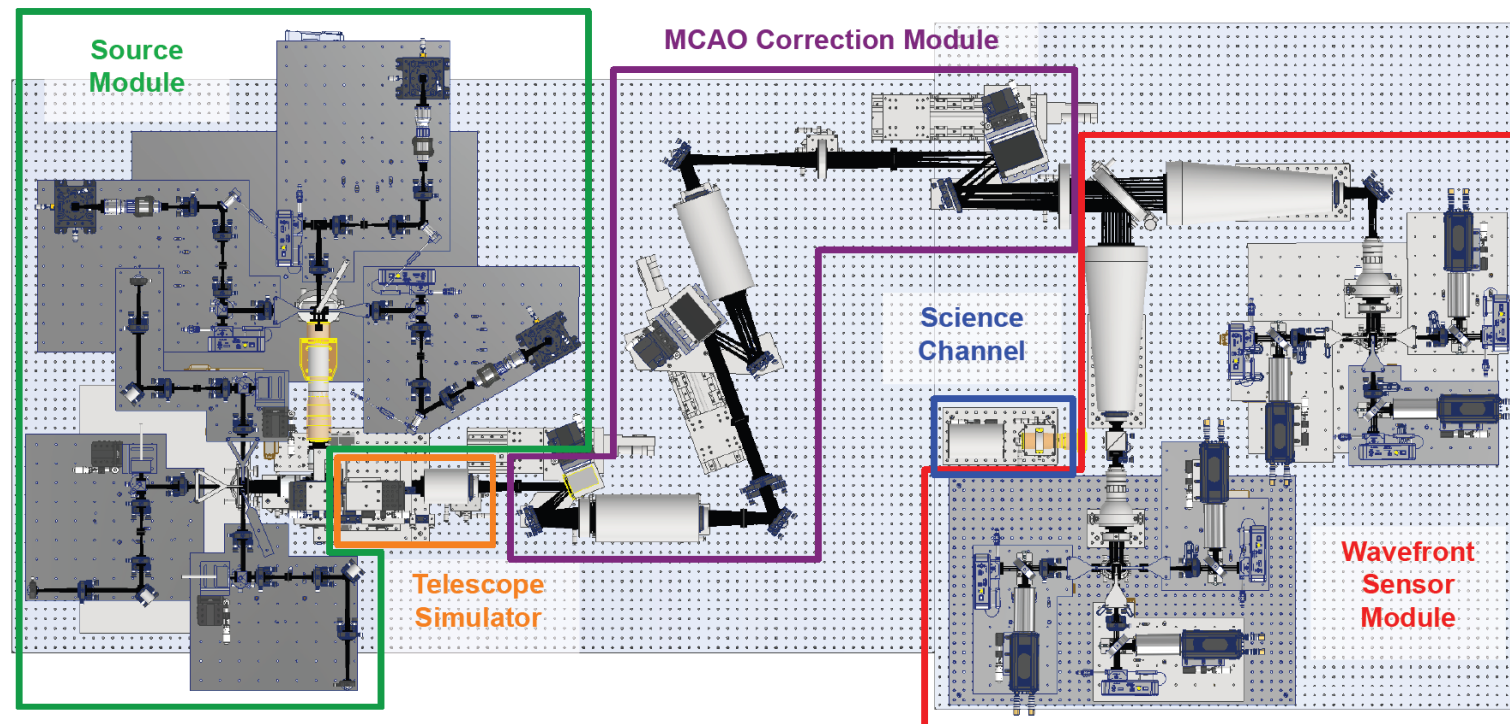 Source
Module
MCAO Correction Module
Science
Channel
Telescope
Simulator
Wavefront
Sensor
Module